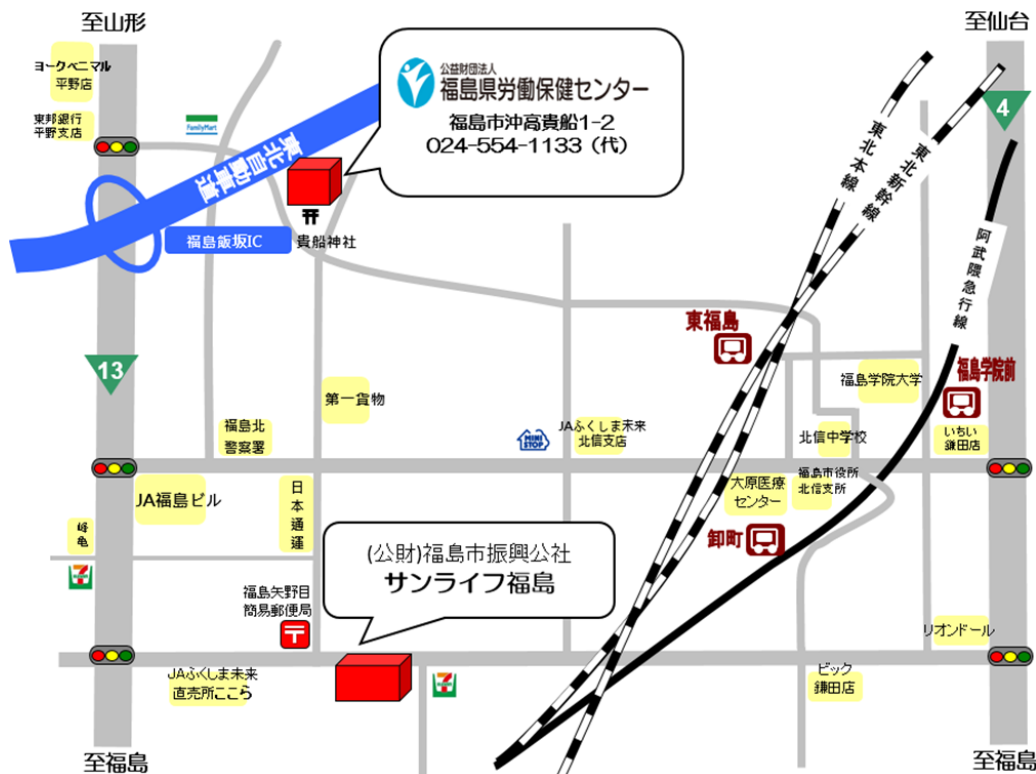 至山形
至仙台
ヨークベニマル
平野店
東邦銀行
平野支店
FamilyMart
東北自動車道
公益財団法人
福島県労働保健センター
福島市沖高貴船1-2
024-554-1133（代）
4
東北本線
東北新幹線
阿武隈急行線
福島飯坂IC
貴船神社
東福島
13
第一貨物
福島学院大学
福島学院前
福島北
警察署
MINI
STOP
JAふくしま未来
北信支店
北信中学校
いちい
鎌田店
JA福島ビル
日本通運
大原医療
センター
福島市役所
北信支所
峰亀
卸町
(公財)福島市振興公社
サンライフ福島
福島矢野目
簡易郵便局
リオンドール
JAふくしま未来
直売所ここら
ビック
鎌田店
至福島
至福島